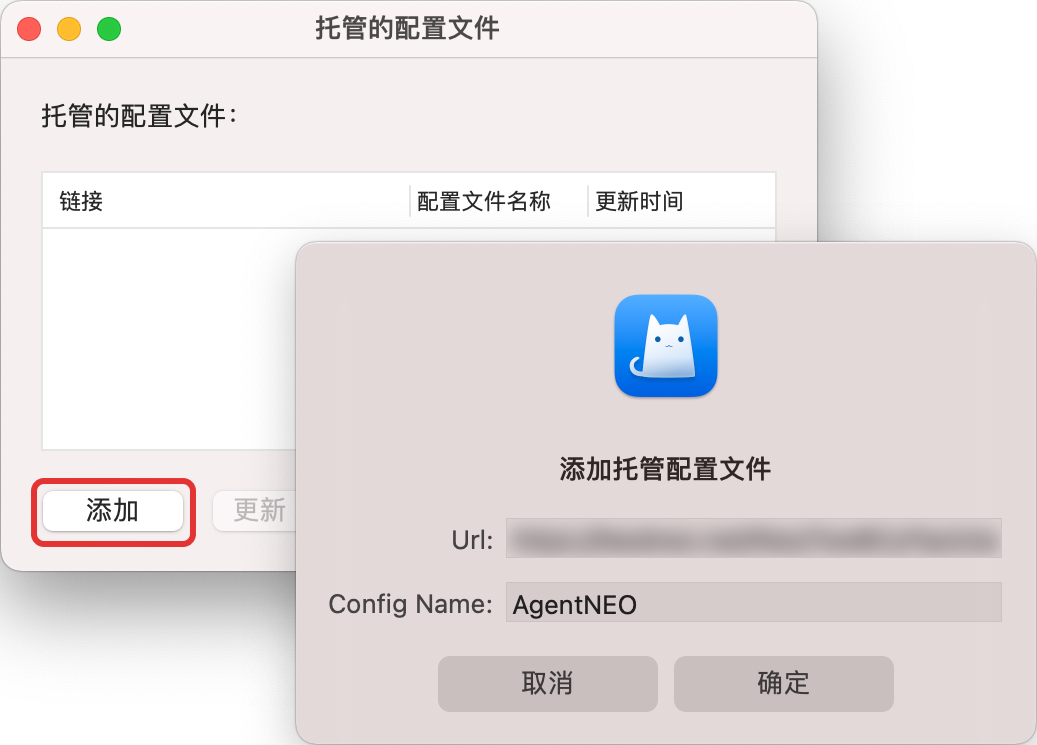 托管的配置文件
托管的配置文件：
链接 配置文件名称 更新时间
添加 更新
添加托管配置文件
Url:
Config Name: AgentNEO
取消 确定